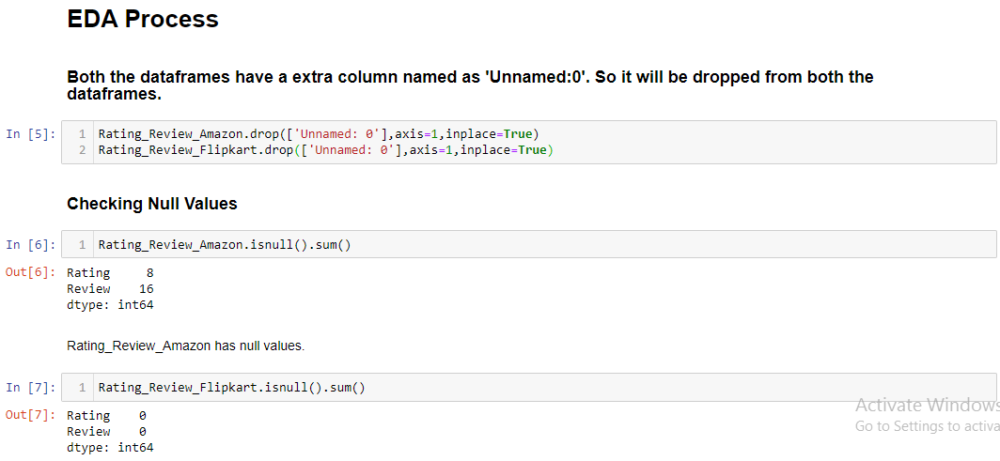 EDA Process
Both the dataframes have a extra column named as 'Unnamed:0'. So it will be dropped from both the
dataframes.
In [5]:
1 Rating_Review_Amazon.drop(['Unnamed: 0'],axis=1,inplace=True)
2 Rating_Review_Flipkart.drop(['Unnamed: 0'],axis=1,inplace=True)
Checking Null Values
In [6]: 1 Rating_Review_Amazon.isnull().sum()
Out[6]: Rating 8
Review 16
dtype: int64
Rating_Review_Amazon has null values.
In [7]: 1 Rating_Review_Flipkart.isnull().sum()
Out[7]: Rating 0
Review 0
dtype: int64
Activate Windows
Go to Settings to activa